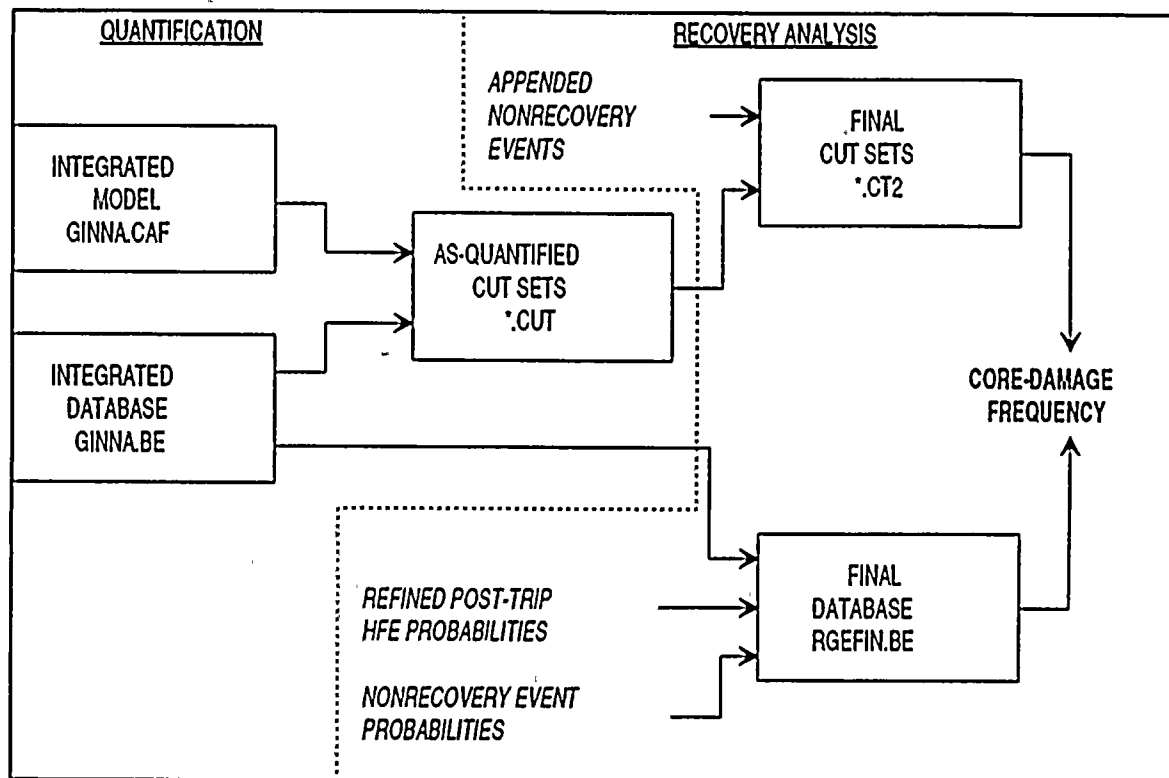 QUANTIFICATION
RECOVERY ANALYSIS
APPENDED
NONRECOVERY
EVENTS
FINAL
CUT SETS
*.CT2
INTEGRATED
MODEL
GINNA.CAF
AS-QUANTIFIED
CUT SETS
*.CUT
INTEGRATED
DATABASE
GINNA.BE
CORE-DAMAGE
FREQUENCY
REFINED POST-TRIP
HFE PROBABILITIES
FINAL
DATABASE
RGEFIN.BE
NONRECOVERY EVENT
PROBABILITIES